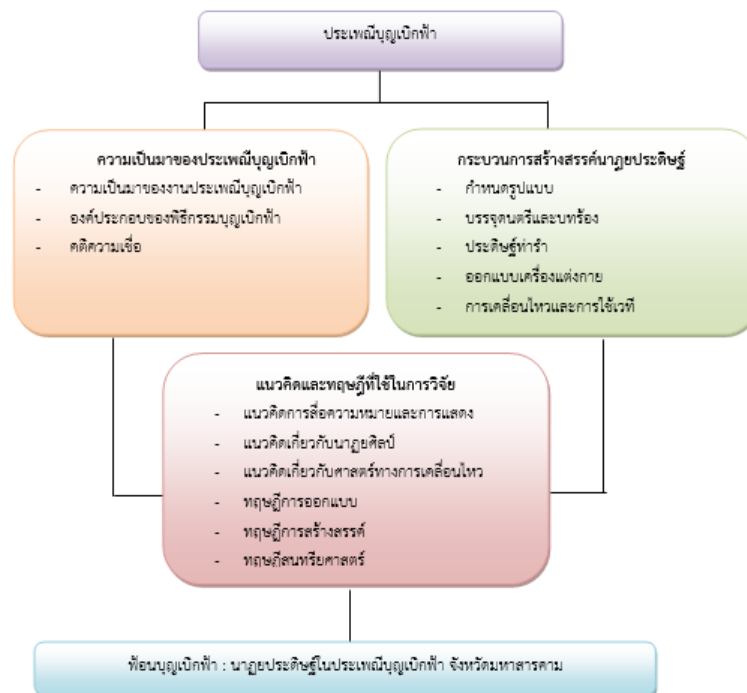 ประเพณีบุญเบิกฟ้า
ความเป็นมาของประเพณีบุญเบิกฟ้า
- ความเป็นมาของงานประเพณีบุญเบิกฟ้า
- องค์ประกอบของพิธีกรรมบุญเบิกฟ้า
- คติความเชื่อ
กระบวนการสร้างสรรค์นาฏยประดิษฐ์
- กำหนดรูปแบบ
- บรรจุดนตรีและบทร้อง
- ประดิษฐ์ท่ารำ
- ออกแบบเครื่องแต่งกาย
- การเคลื่อนไหวและการใช้เวที
แนวคิดและทฤษฎีที่ใช้ในการวิจัย
- แนวคิดการสื่อความหมายและการแสดง
- แนวคิดเกี่ยวกับนาฏยศิลป์
- แนวคิดเกี่ยวกับศาสตร์ทางการเคลื่อนไหว
- ทฤษฎีการออกแบบ
- ทฤษฎีการสร้างสรรค์
- ทฤษฎีสนทรียศาสตร์
ฟ้อนบุญเบิกฟ้า : นาฏยประดิษฐ์ในประเพณีบุญเบิกฟ้า จังหวัดมหาสารคาม